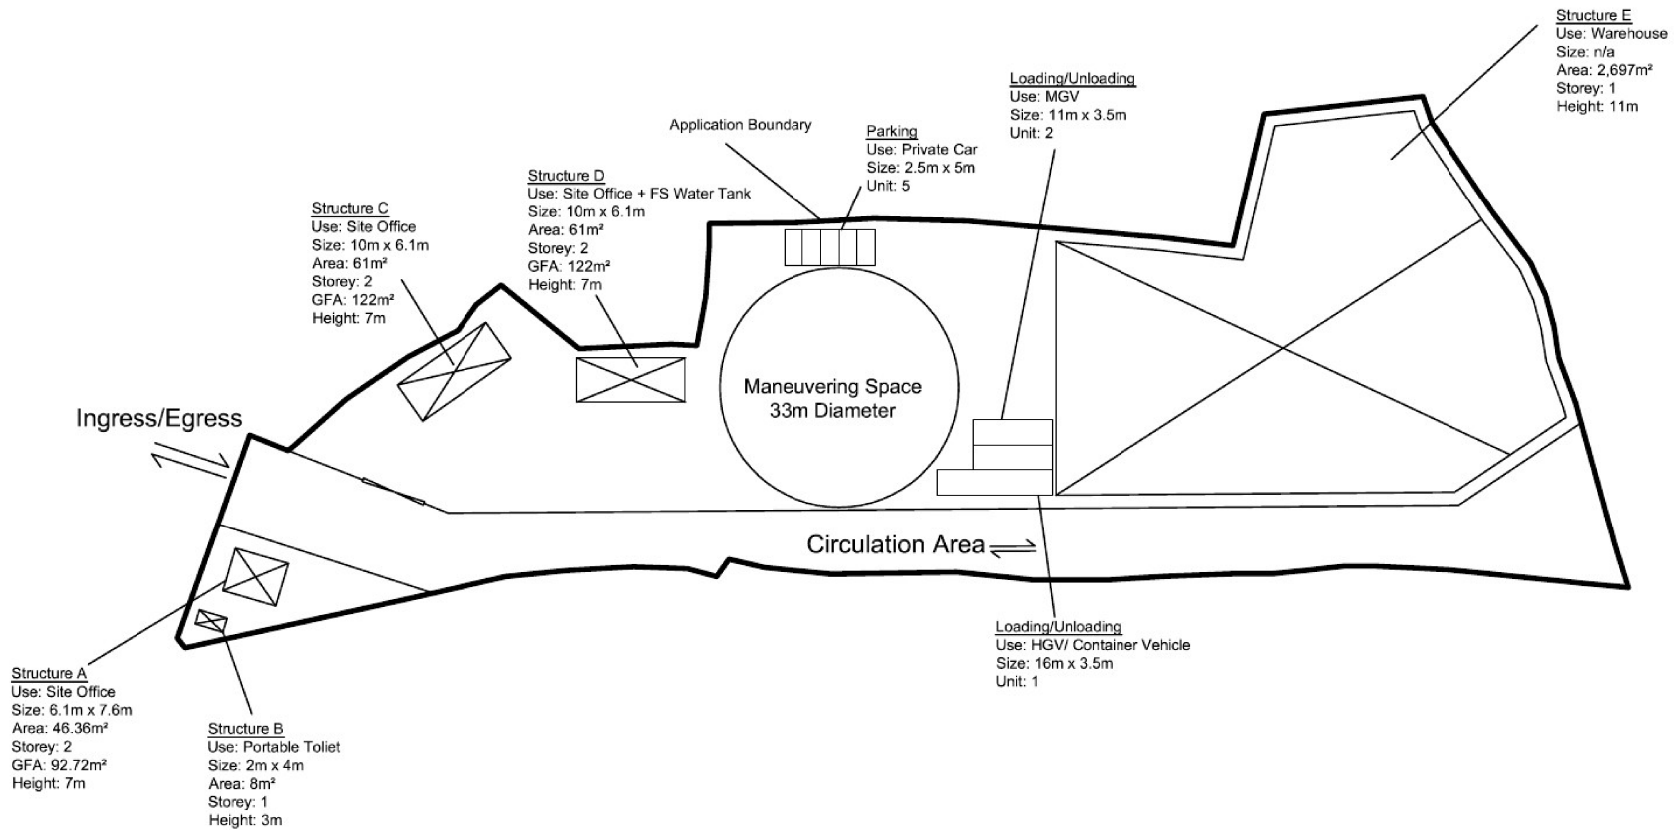 Structure E
Use: Warehouse
Size: n/a
Area: 2,697m²
Storey: 1
Height: 11m
Loading/Unloading
Use: MGV
Size: 11m x 3.5m
Unit: 2
Application Boundary
Parking
Use: Private Car
Size: 2.5m x 5m
Unit: 5
Structure D
Use: Site Office + FS Water Tank
Size: 10m x 6.1m
Area: 61m²
Storey: 2
GFA: 122m²
Height: 7m
Structure C
Use: Site Office
Size: 10m x 6.1m
Area: 61m²
Storey: 2
GFA: 122m²
Height: 7m
Maneuvering Space
33m Diameter
Ingress/Egress
Circulation Area
Loading/Unloading
Use: HGV/ Container Vehicle
Size: 16m x 3.5m
Unit: 1
Structure A
Use: Site Office
Size: 6.1m x 7.6m
Area: 46.36m²
Storey: 2
GFA: 92.72m²
Height: 7m
Structure B
Use: Portable Toliet
Size: 2m x 4m
Area: 8m²
Storey: 1
Height: 3m